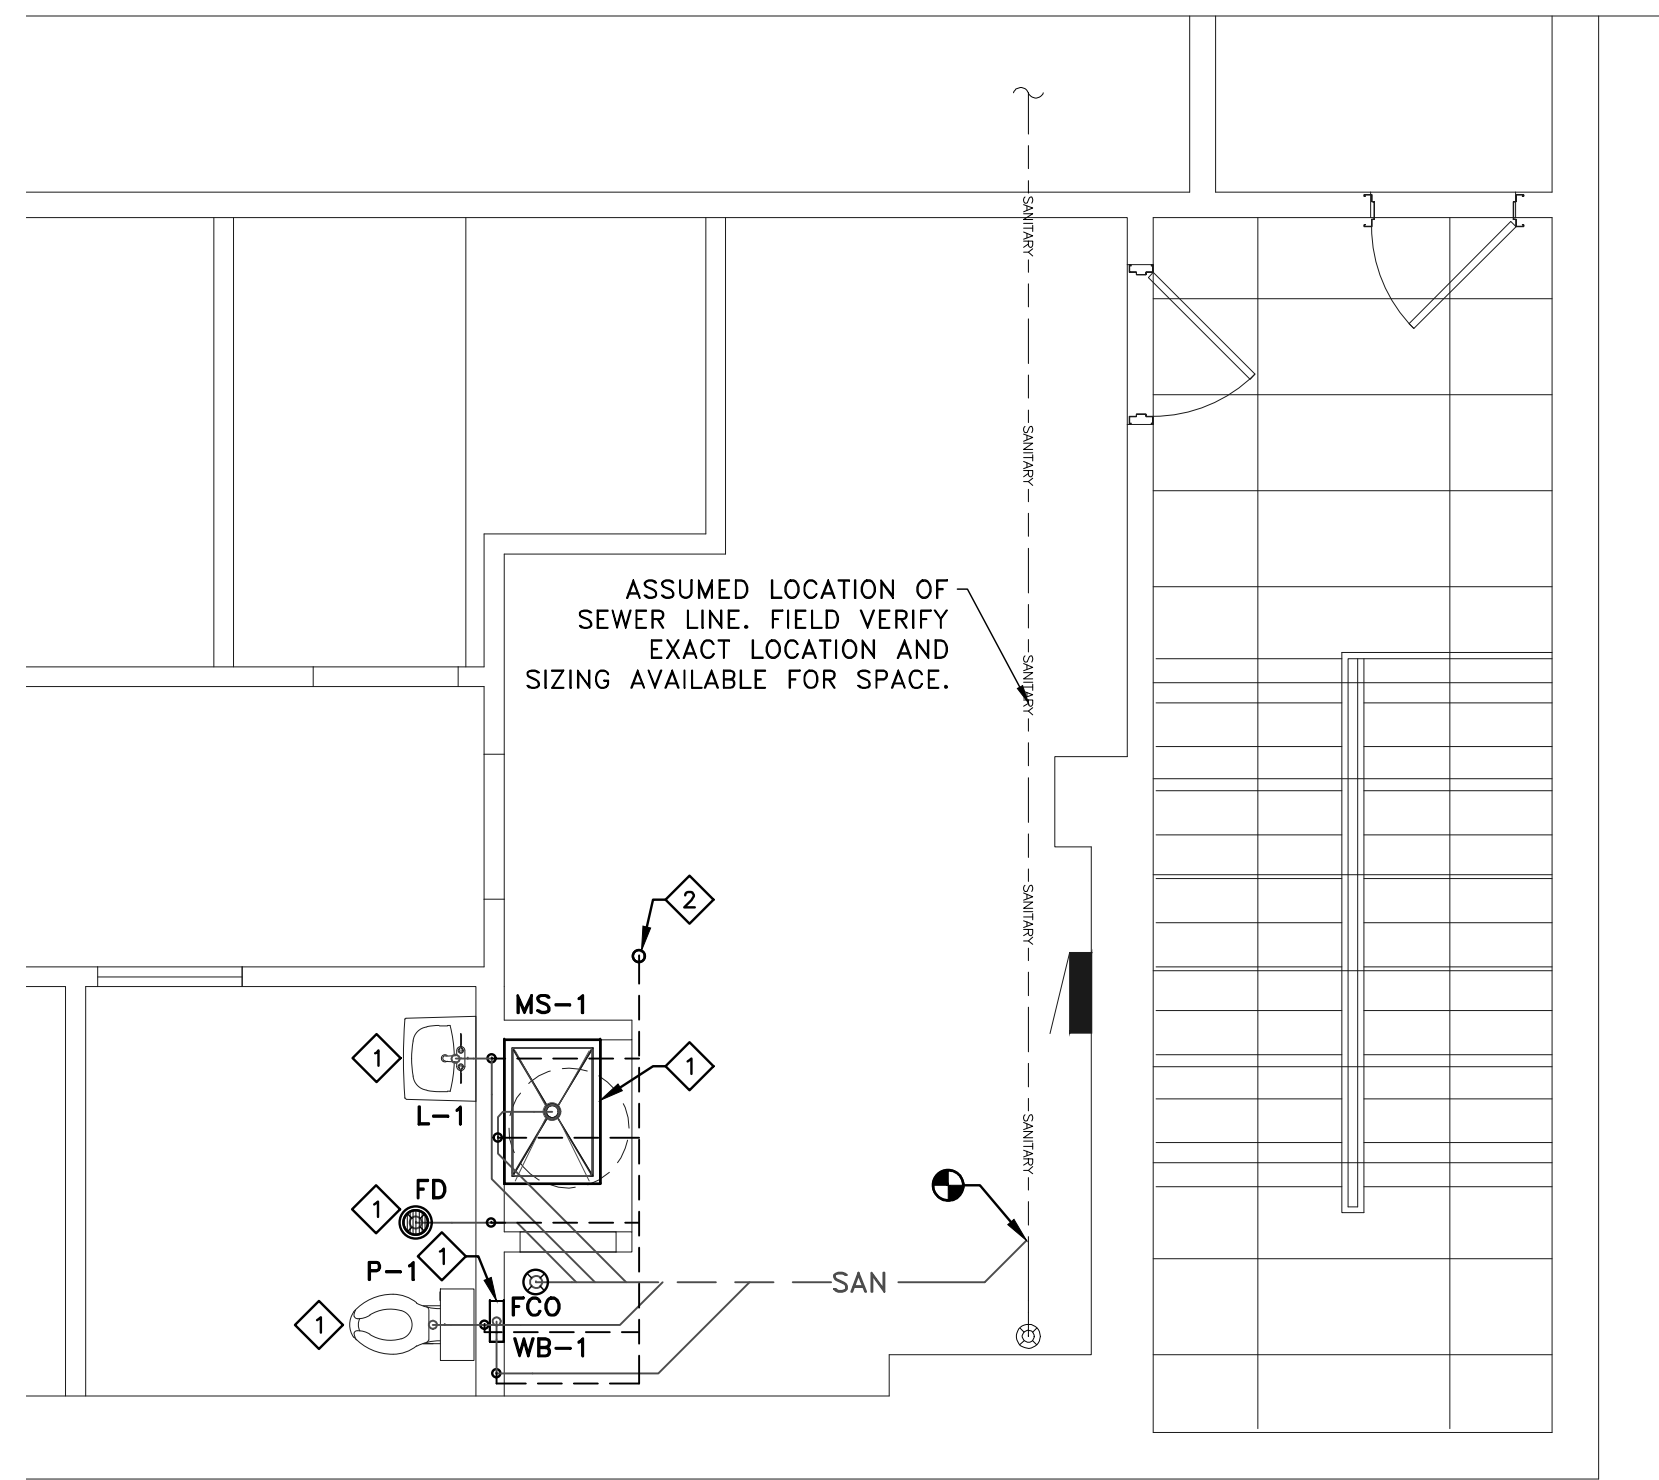 SANITARY
SANITARY
ASSUMED LOCATION OF
SEWER LINE. FIELD VERIFY
EXACT LOCATION AND
SIZING AVAILABLE FOR SPACE.
SANITARY
2
SANITARY
MS-1
1
1
L-1
SANITARY
FD
1
1
P-1
SAN
FCO
1
WB-1